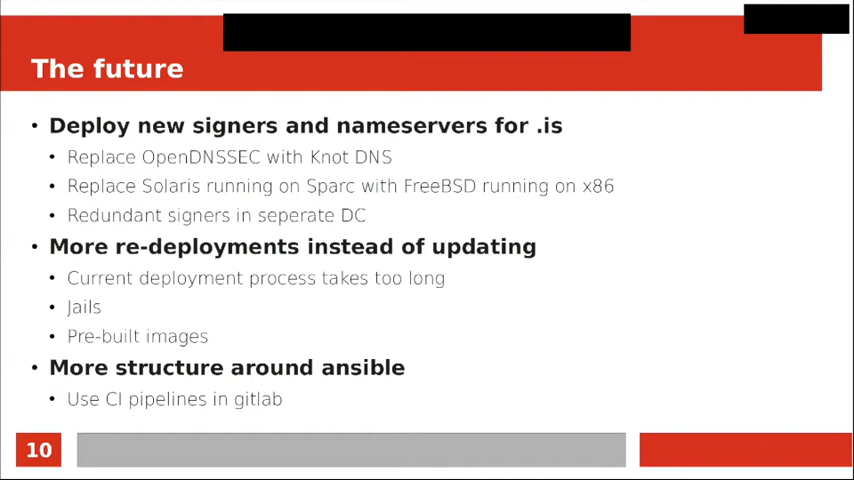 The future
• Deploy new signers and nameservers for .is
• Replace OpenDNSSEC with Knot DNS
• Replace Solaris running on Sparc with FreeBSD running on x86
• Redundant signers in seperate DC
• More re-deployments instead of updating
• Current deployment process takes too long
• Jails
• Pre-built images
• More structure around ansible
• Use CI pipelines in gitlab
10